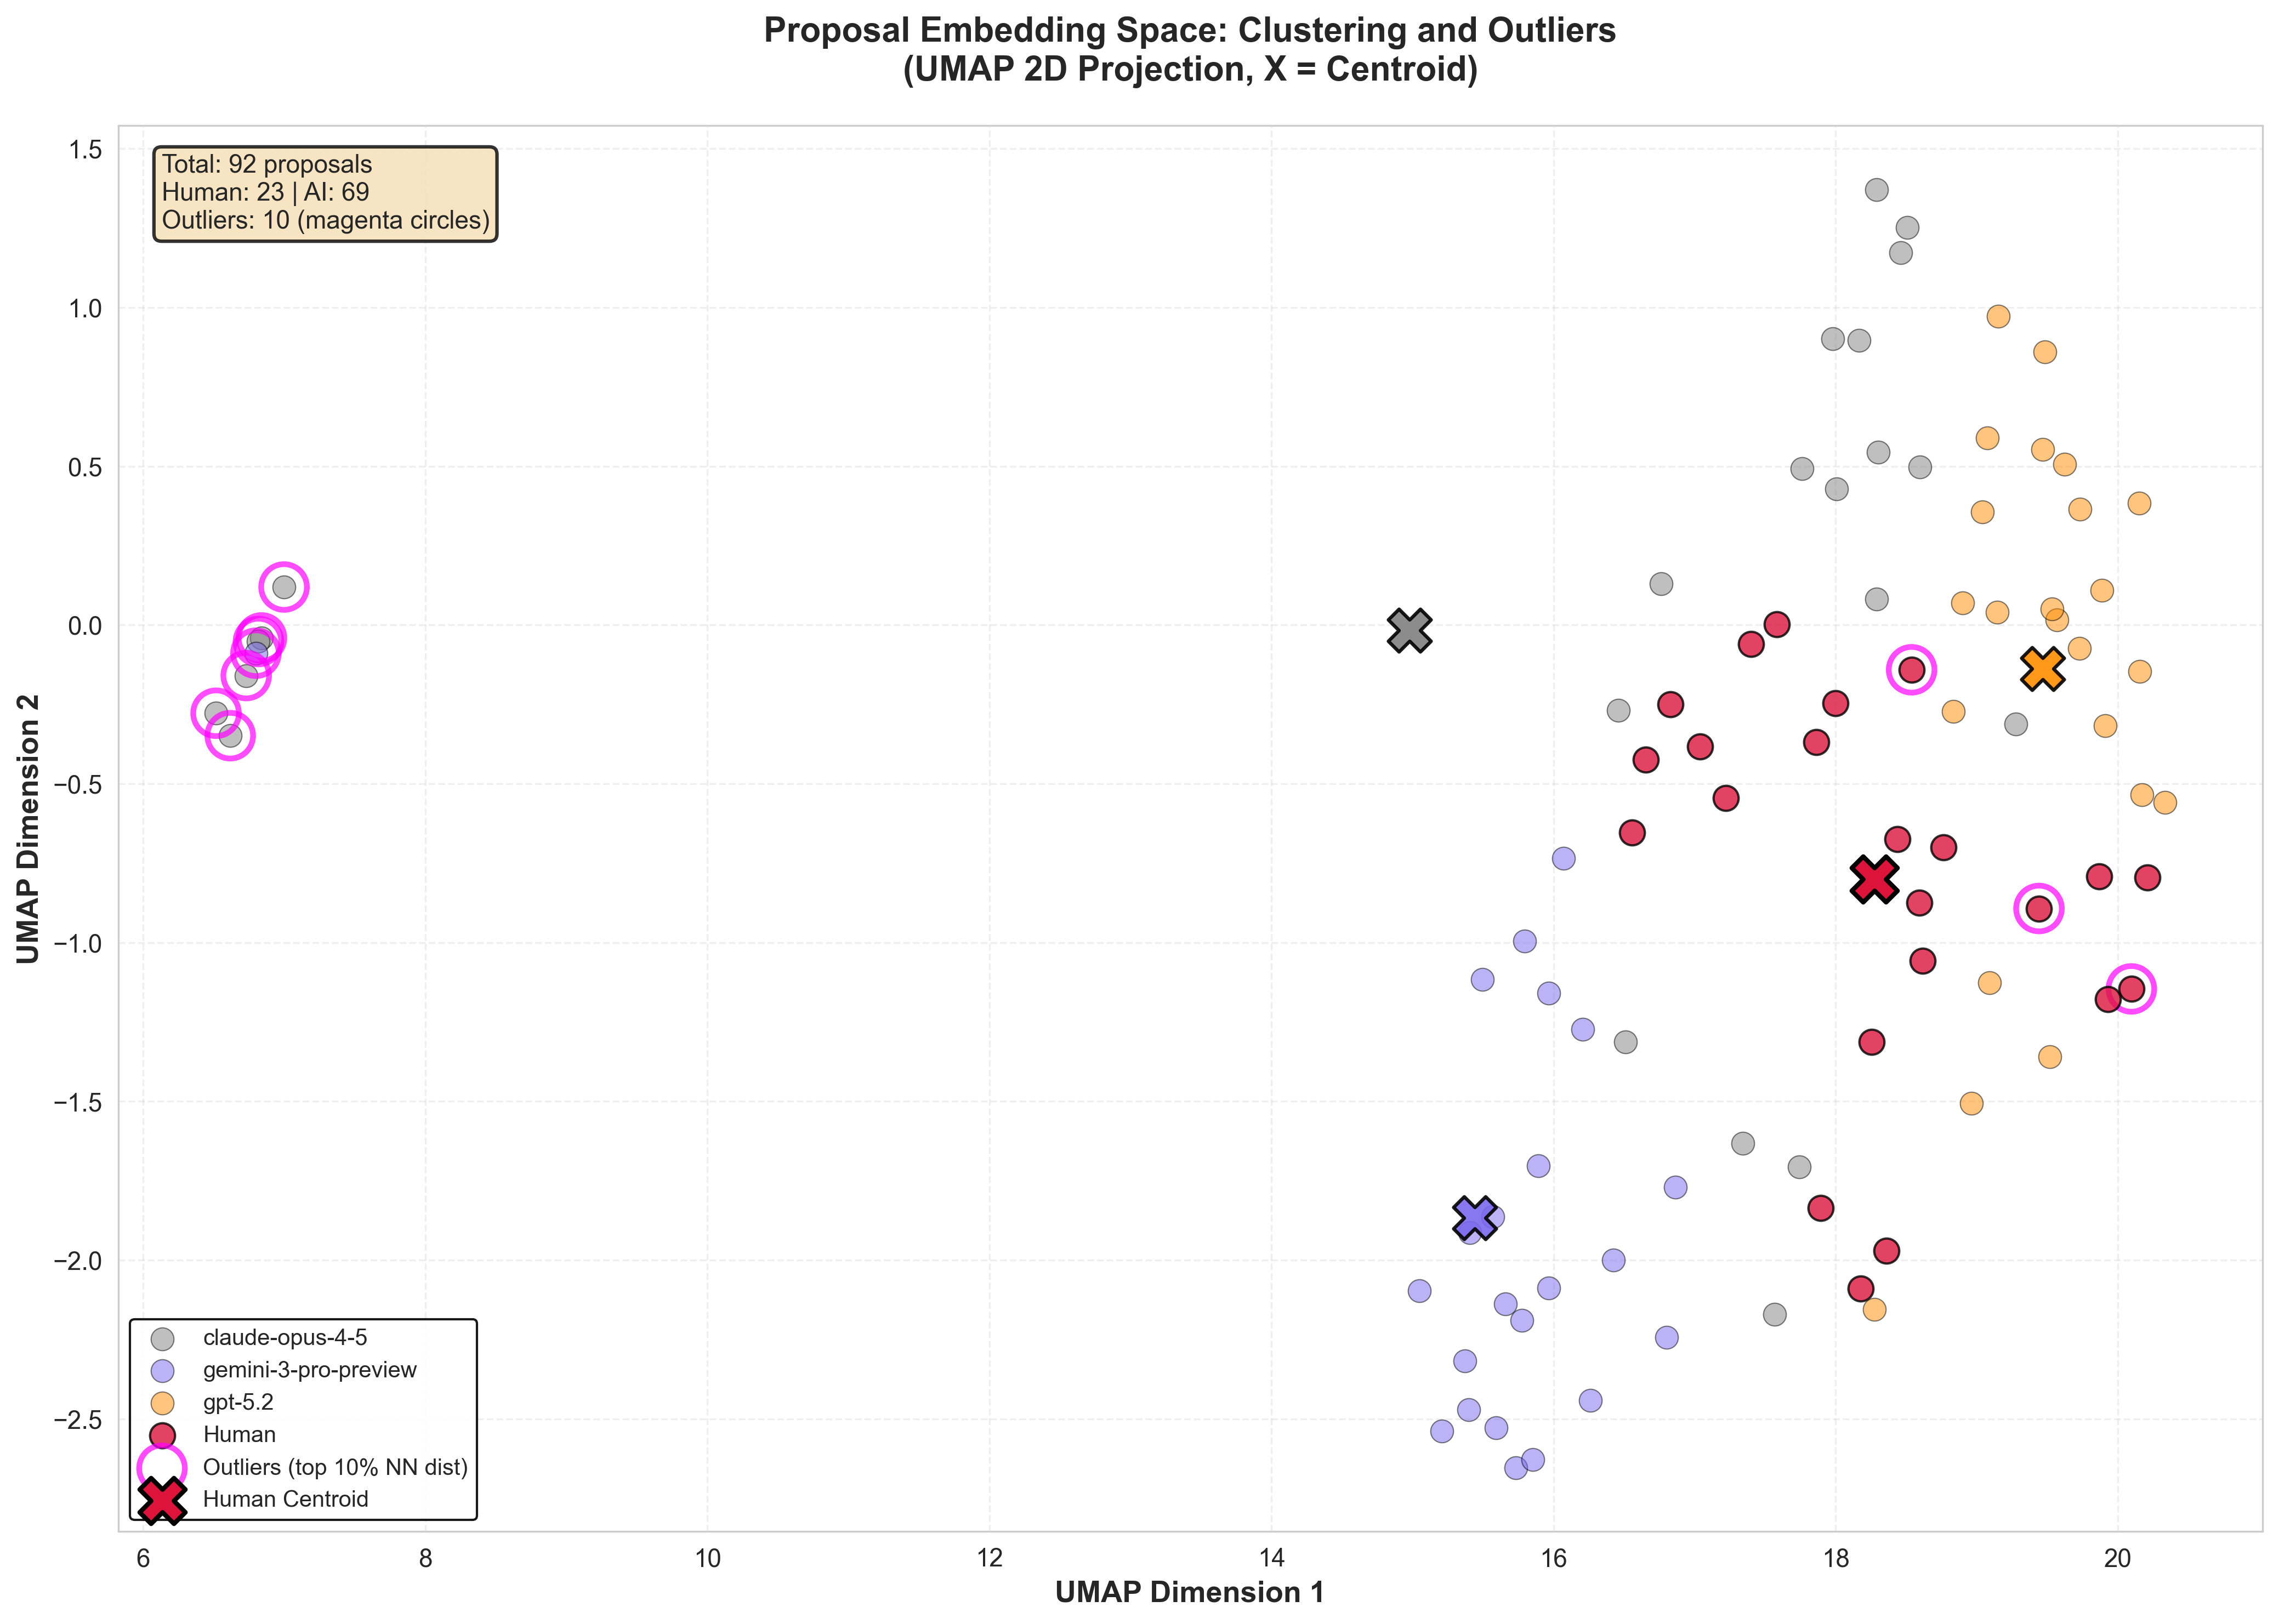 Proposal Embedding Space: Clustering and Outliers
(UMAP 2D Projection, X = Centroid)
Total: 92 proposals
Human: 23 | AI: 69
Outliers: 10 (magenta circles)
1.5
1.0
0.5
0.0
−0.5
−1.0
−1.5
−2.0
−2.5
UMAP Dimension 2
claude-opus-4-5
gemini-3-pro-preview
gpt-5.2
Human
Outliers (top 10% NN dist)
Human Centroid
6 8 10 12 14 16 18 20
UMAP Dimension 1